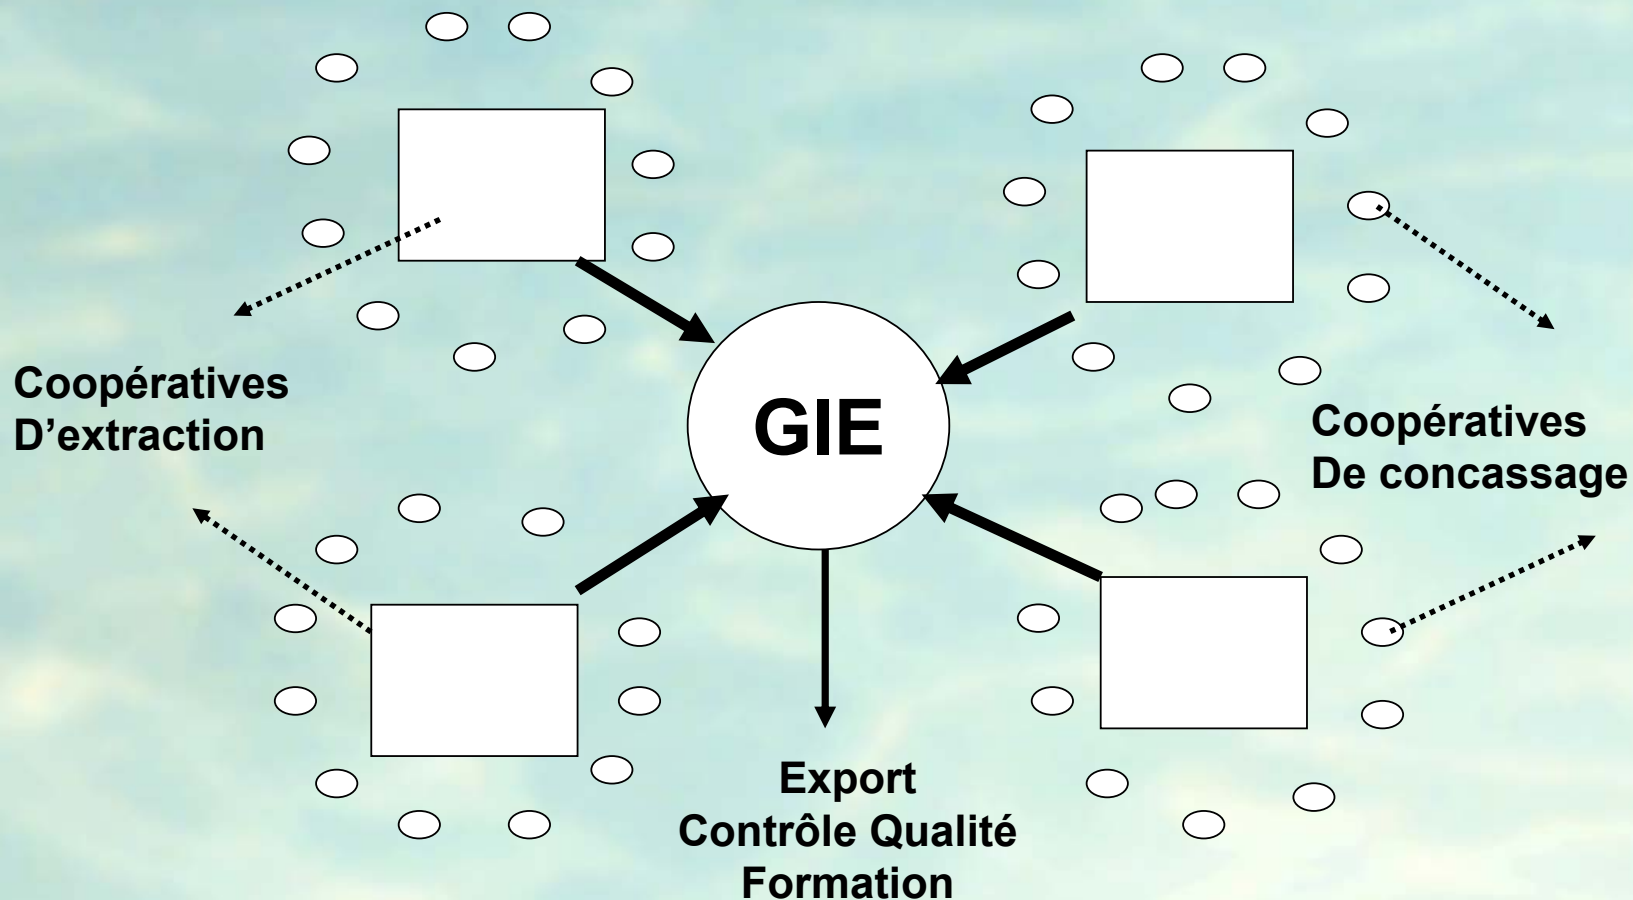 Coopératives
D’extraction
GIE
Coopératives
De concassage
Export
Contrôle Qualité
Formation